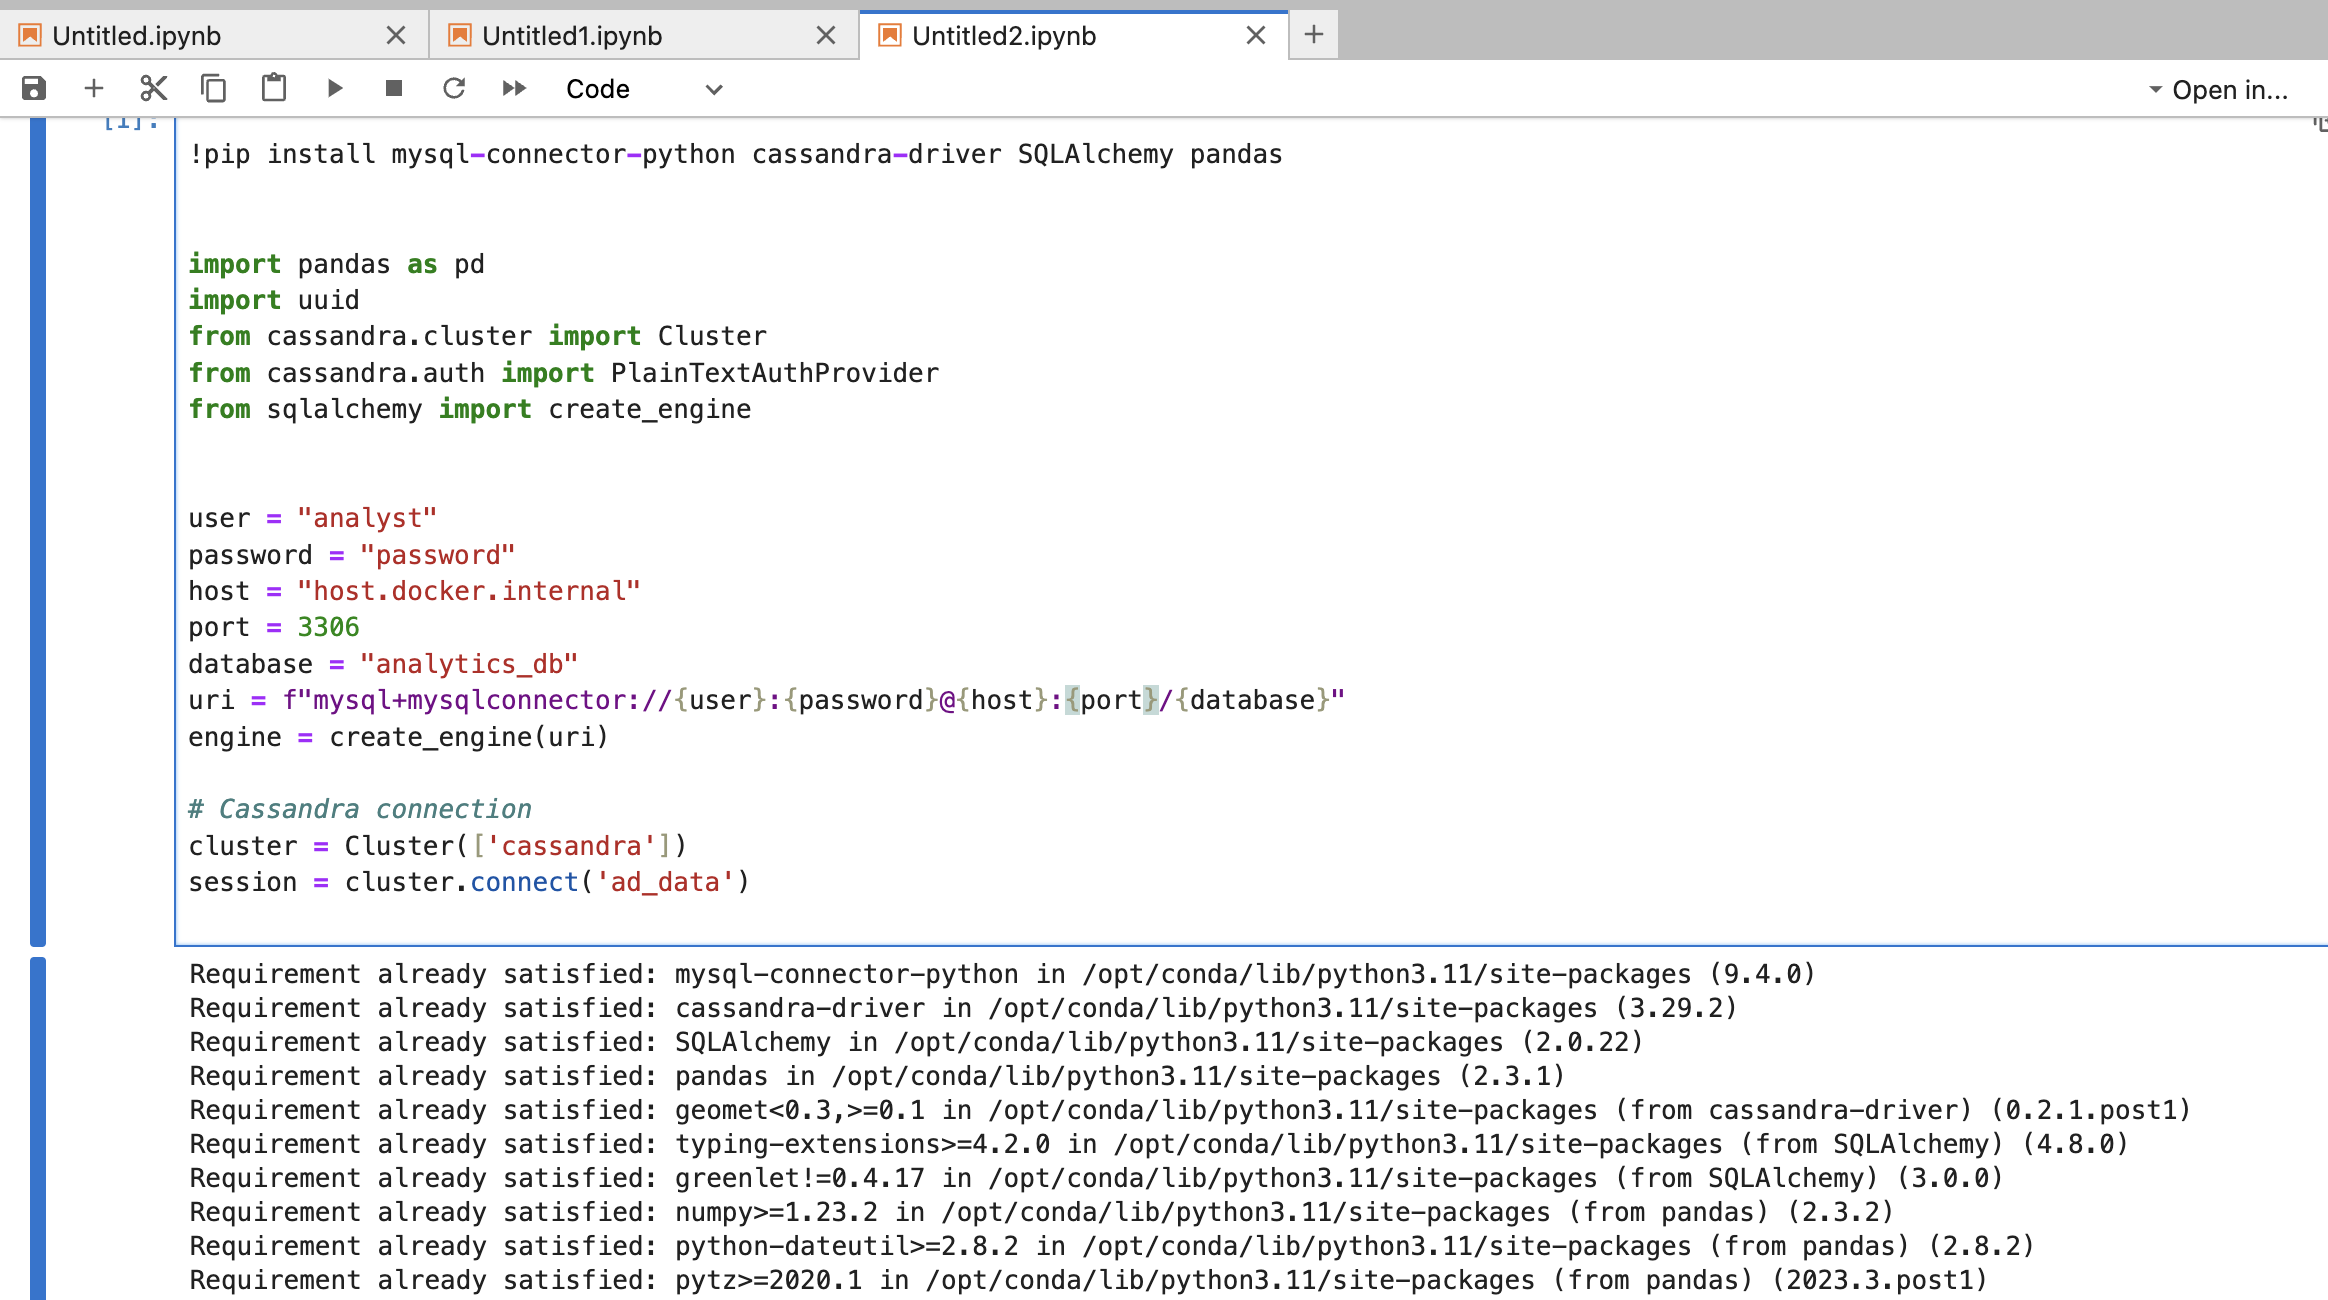 Untitled.ipynb
Untitled1.ipynb
Untitled2.ipynb
Code
Open in...
[1]:
!pip install mysql-connector-python cassandra-driver SQLAlchemy pandas
import pandas as pd
import uuid
from cassandra.cluster import Cluster
from cassandra.auth import PlainTextAuthProvider
from sqlalchemy import create_engine
user = "analyst"
password = "password"
host = "host.docker.internal"
port = 3306
database = "analytics_db"
uri = f"mysql+mysqlconnector://{user}:{password}@{host}:{port}/{database}"
engine = create_engine(uri)
# Cassandra connection
cluster = Cluster(['cassandra'])
session = cluster.connect('ad_data')
Requirement already satisfied: mysql-connector-python in /opt/conda/lib/python3.11/site-packages (9.4.0)
Requirement already satisfied: cassandra-driver in /opt/conda/lib/python3.11/site-packages (3.29.2)
Requirement already satisfied: SQLAlchemy in /opt/conda/lib/python3.11/site-packages (2.0.22)
Requirement already satisfied: pandas in /opt/conda/lib/python3.11/site-packages (2.3.1)
Requirement already satisfied: geomet<0.3,>=0.1 in /opt/conda/lib/python3.11/site-packages (from cassandra-driver) (0.2.1.post1)
Requirement already satisfied: typing-extensions>=4.2.0 in /opt/conda/lib/python3.11/site-packages (from SQLAlchemy) (4.8.0)
Requirement already satisfied: greenlet!=0.4.17 in /opt/conda/lib/python3.11/site-packages (from SQLAlchemy) (3.0.0)
Requirement already satisfied: numpy>=1.23.2 in /opt/conda/lib/python3.11/site-packages (from pandas) (2.3.2)
Requirement already satisfied: python-dateutil>=2.8.2 in /opt/conda/lib/python3.11/site-packages (from pandas) (2.8.2)
Requirement already satisfied: pytz>=2020.1 in /opt/conda/lib/python3.11/site-packages (from pandas) (2023.3.post1)